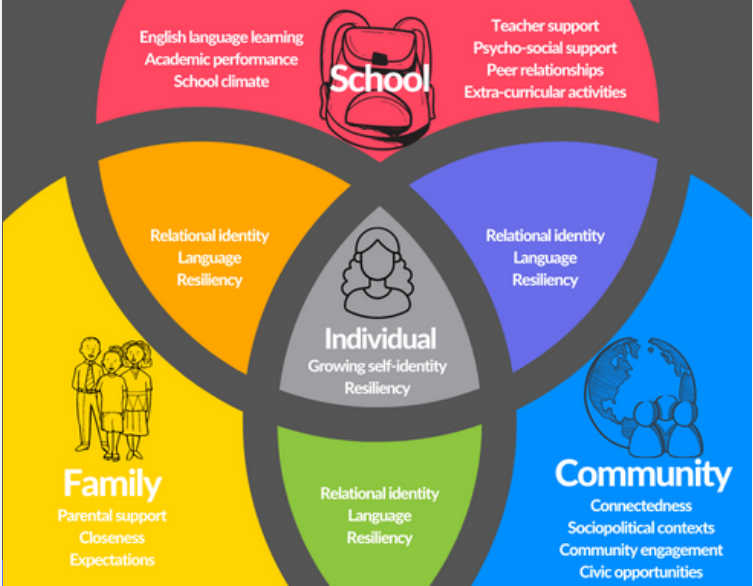 English language learning
Academic performance
School climate
School
Teacher support
Psycho-social support
Peer relationships
Extra-curricular activities
Relational identity
Language
Resiliency
Relational identity
Language
Resiliency
Individual
Growing self-identity
Resiliency
Family
Parental support
Closeness
Expectations
Relational identity
Language
Resiliency
Community
Connectedness
Sociopolitical contexts
Community engagement
Civic opportunities